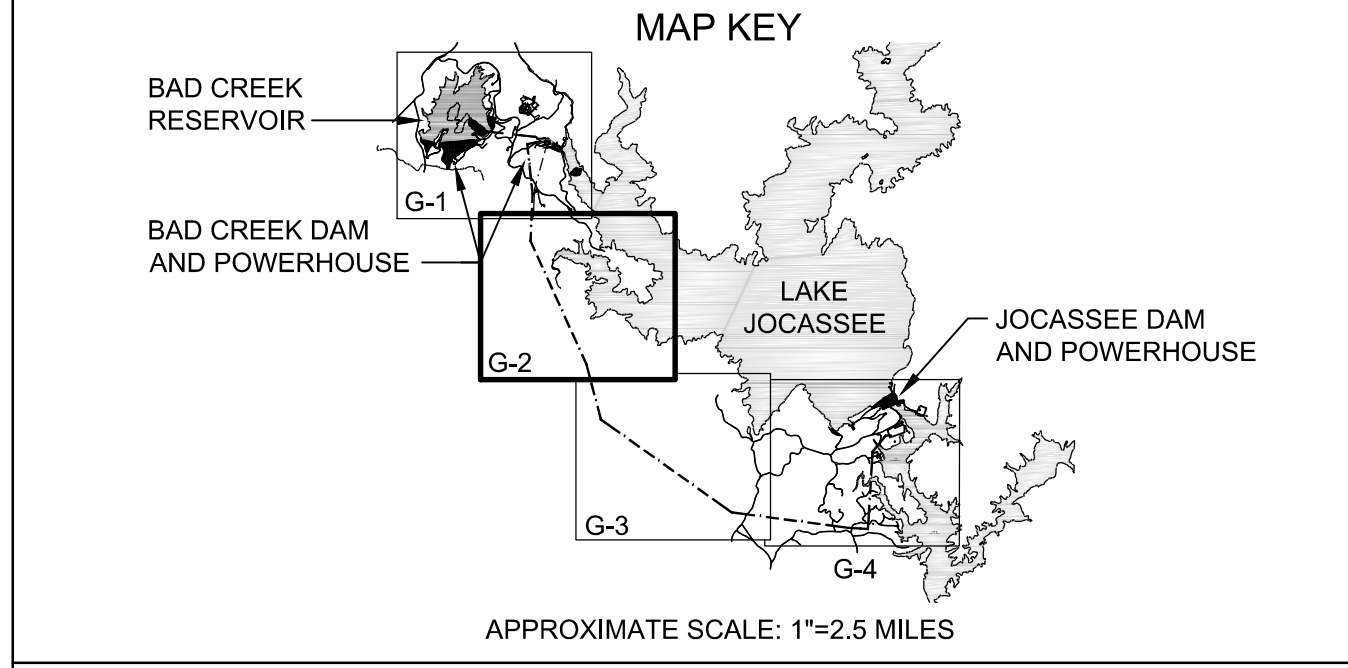 MAP KEY
BAD CREEK
RESERVOIR
G-1
BAD CREEK DAM
AND POWERHOUSE
LAKE
JOCASSEE
JOCASSEE DAM
AND POWERHOUSE
G-2
G-3
G-4
APPROXIMATE SCALE: 1"=2.5 MILES